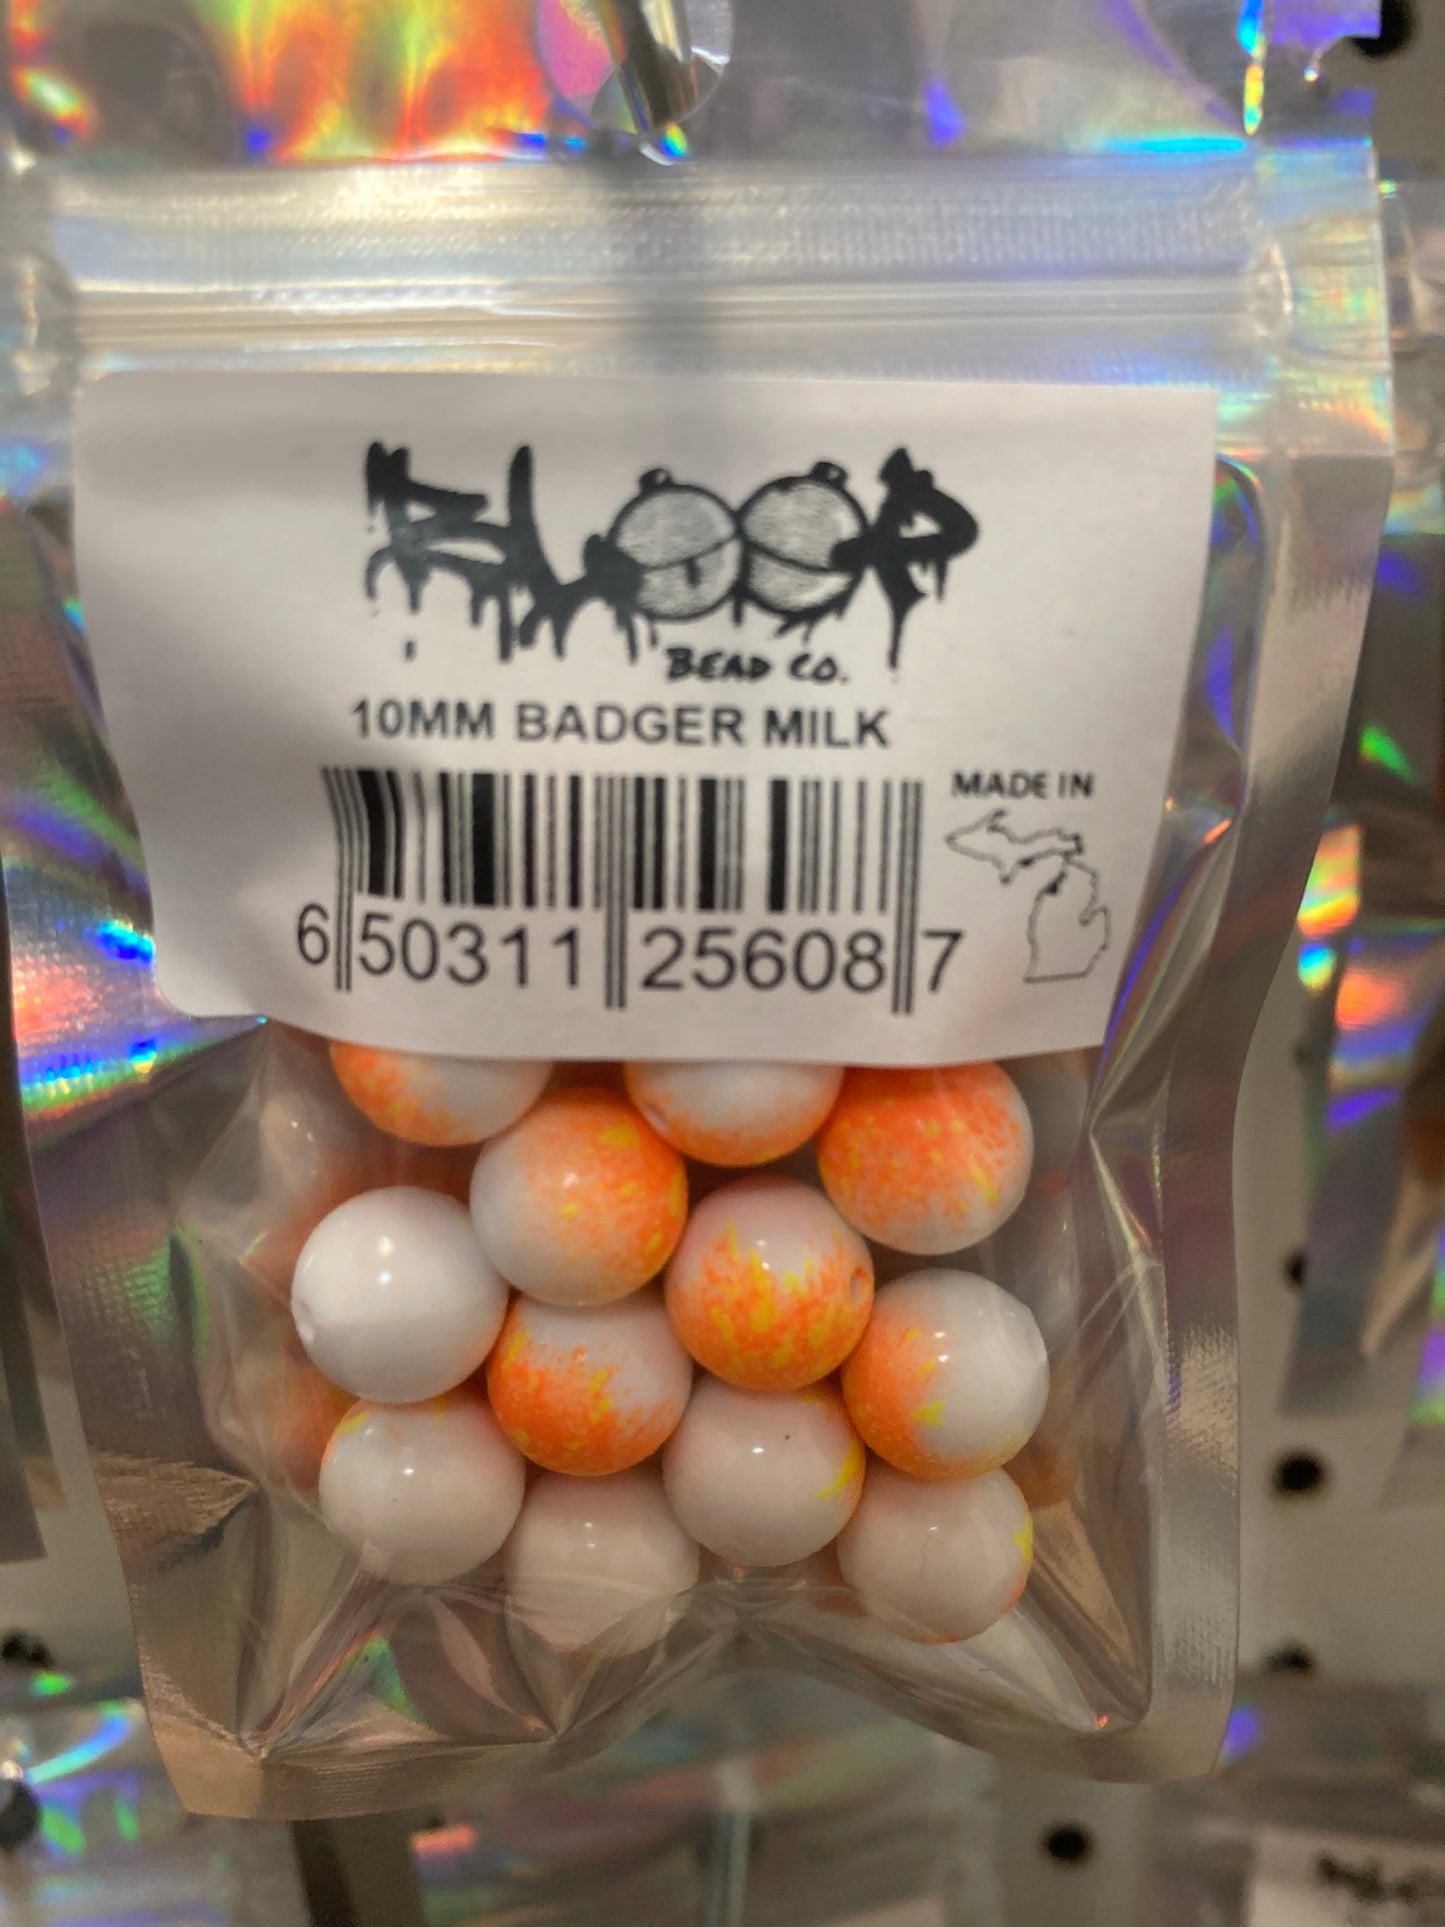 BLOOP
BEAD CO.
10MM BADGER MILK
MADE IN
6 50311 25608 7